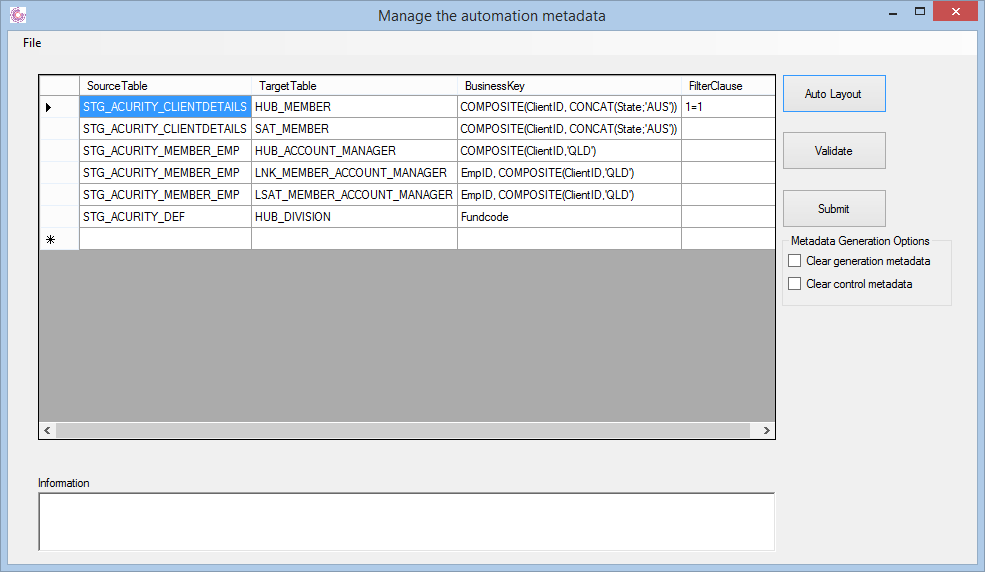 Manage the automation metadata
File
SourceTable TargetTable BusinessKey FilterClause
STG_ACURITY_CLIENTDETAILS HUB_MEMBER COMPOSITE(ClientID, CONCAT(State;'AUS')) 1=1
STG_ACURITY_CLIENTDETAILS SAT_MEMBER COMPOSITE(ClientID, CONCAT(State;'AUS'))
STG_ACURITY_MEMBER_EMP HUB_ACCOUNT_MANAGER COMPOSITE(ClientID,'QLD')
STG_ACURITY_MEMBER_EMP LNK_MEMBER_ACCOUNT_MANAGER EmpID, COMPOSITE(ClientID,'QLD')
STG_ACURITY_MEMBER_EMP LSAT_MEMBER_ACCOUNT_MANAGER EmpID, COMPOSITE(ClientID,'QLD')
STG_ACURITY_DEF HUB_DIVISION Fundcode
Auto Layout
Validate
Submit
Metadata Generation Options
Clear generation metadata
Clear control metadata
Information